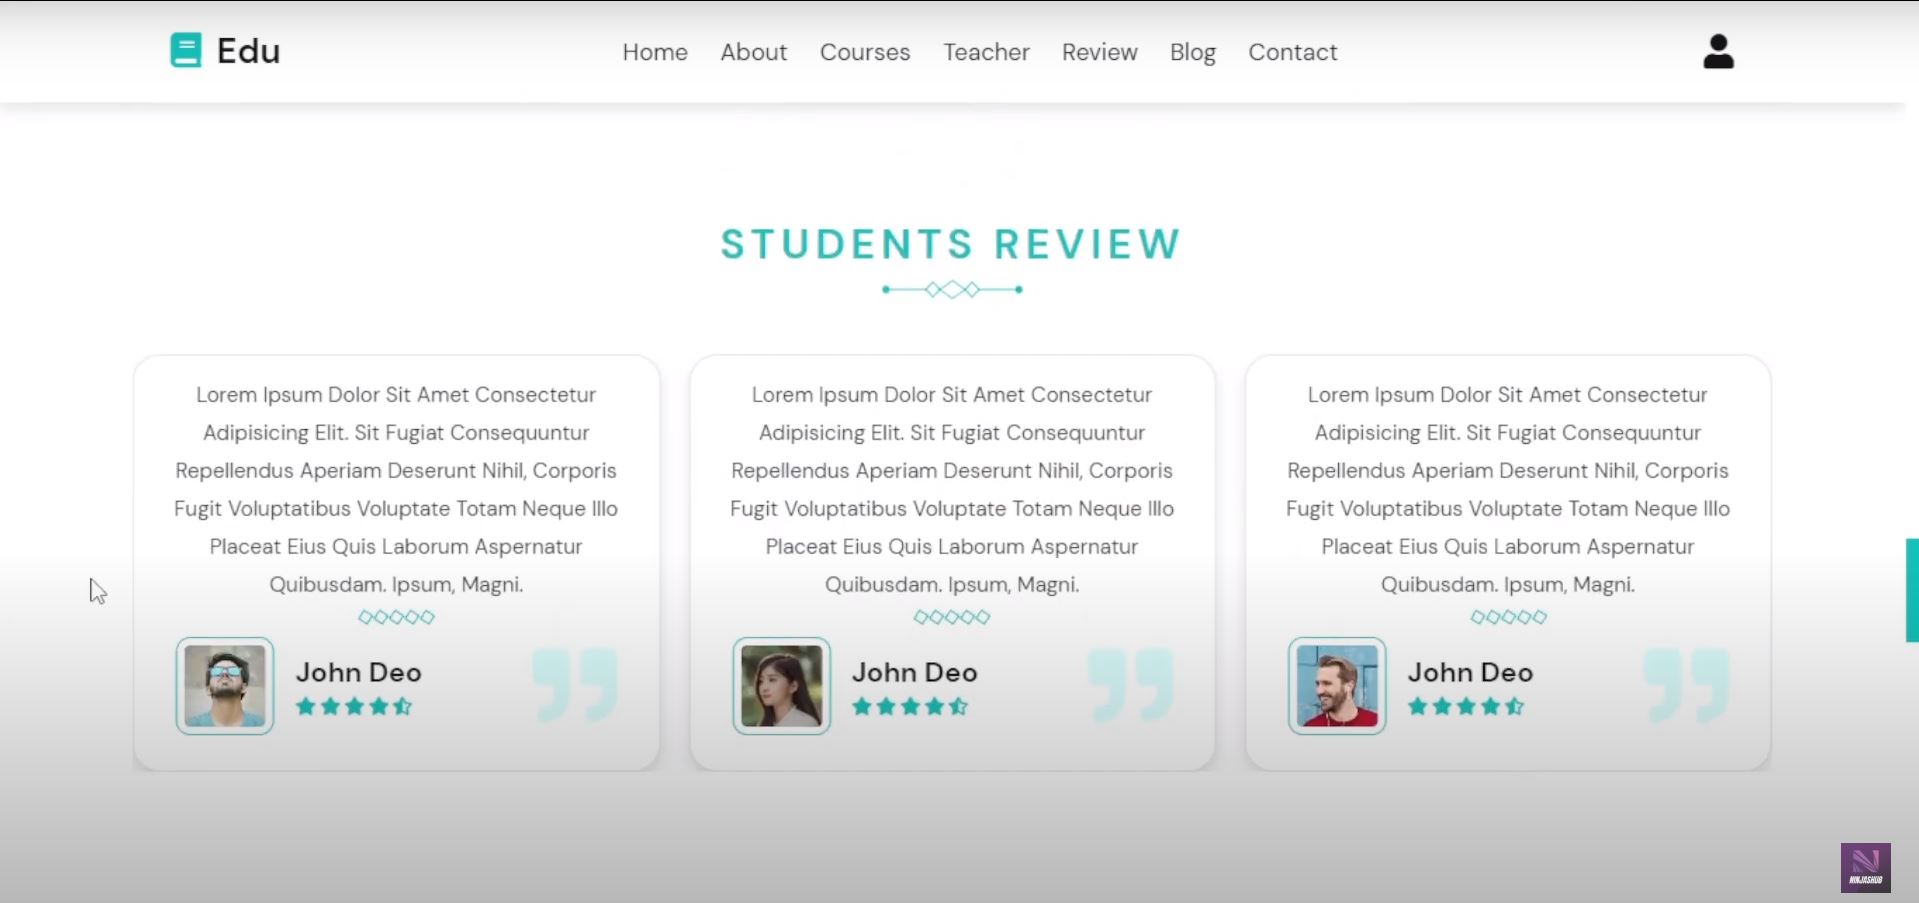 Edu
Home About Courses Teacher Review Blog Contact
STUDENTS REVIEW
Lorem Ipsum Dolor Sit Amet Consectetur
Adipisicing Elit. Sit Fugiat Consequuntur
Repellendus Aperiam Deserunt Nihil, Corporis
Fugit Voluptatibus Voluptate Totam Neque Illo
Placeat Eius Quis Laborum Aspernatur
Quibusdam. Ipsum, Magni.
John Deo
Lorem Ipsum Dolor Sit Amet Consectetur
Adipisicing Elit. Sit Fugiat Consequuntur
Repellendus Aperiam Deserunt Nihil, Corporis
Fugit Voluptatibus Voluptate Totam Neque Illo
Placeat Eius Quis Laborum Aspernatur
Quibusdam. Ipsum, Magni.
John Deo
Lorem Ipsum Dolor Sit Amet Consectetur
Adipisicing Elit. Sit Fugiat Consequuntur
Repellendus Aperiam Deserunt Nihil, Corporis
Fugit Voluptatibus Voluptate Totam Neque Illo
Placeat Eius Quis Laborum Aspernatur
Quibusdam. Ipsum, Magni.
John Deo
NINJASHUB